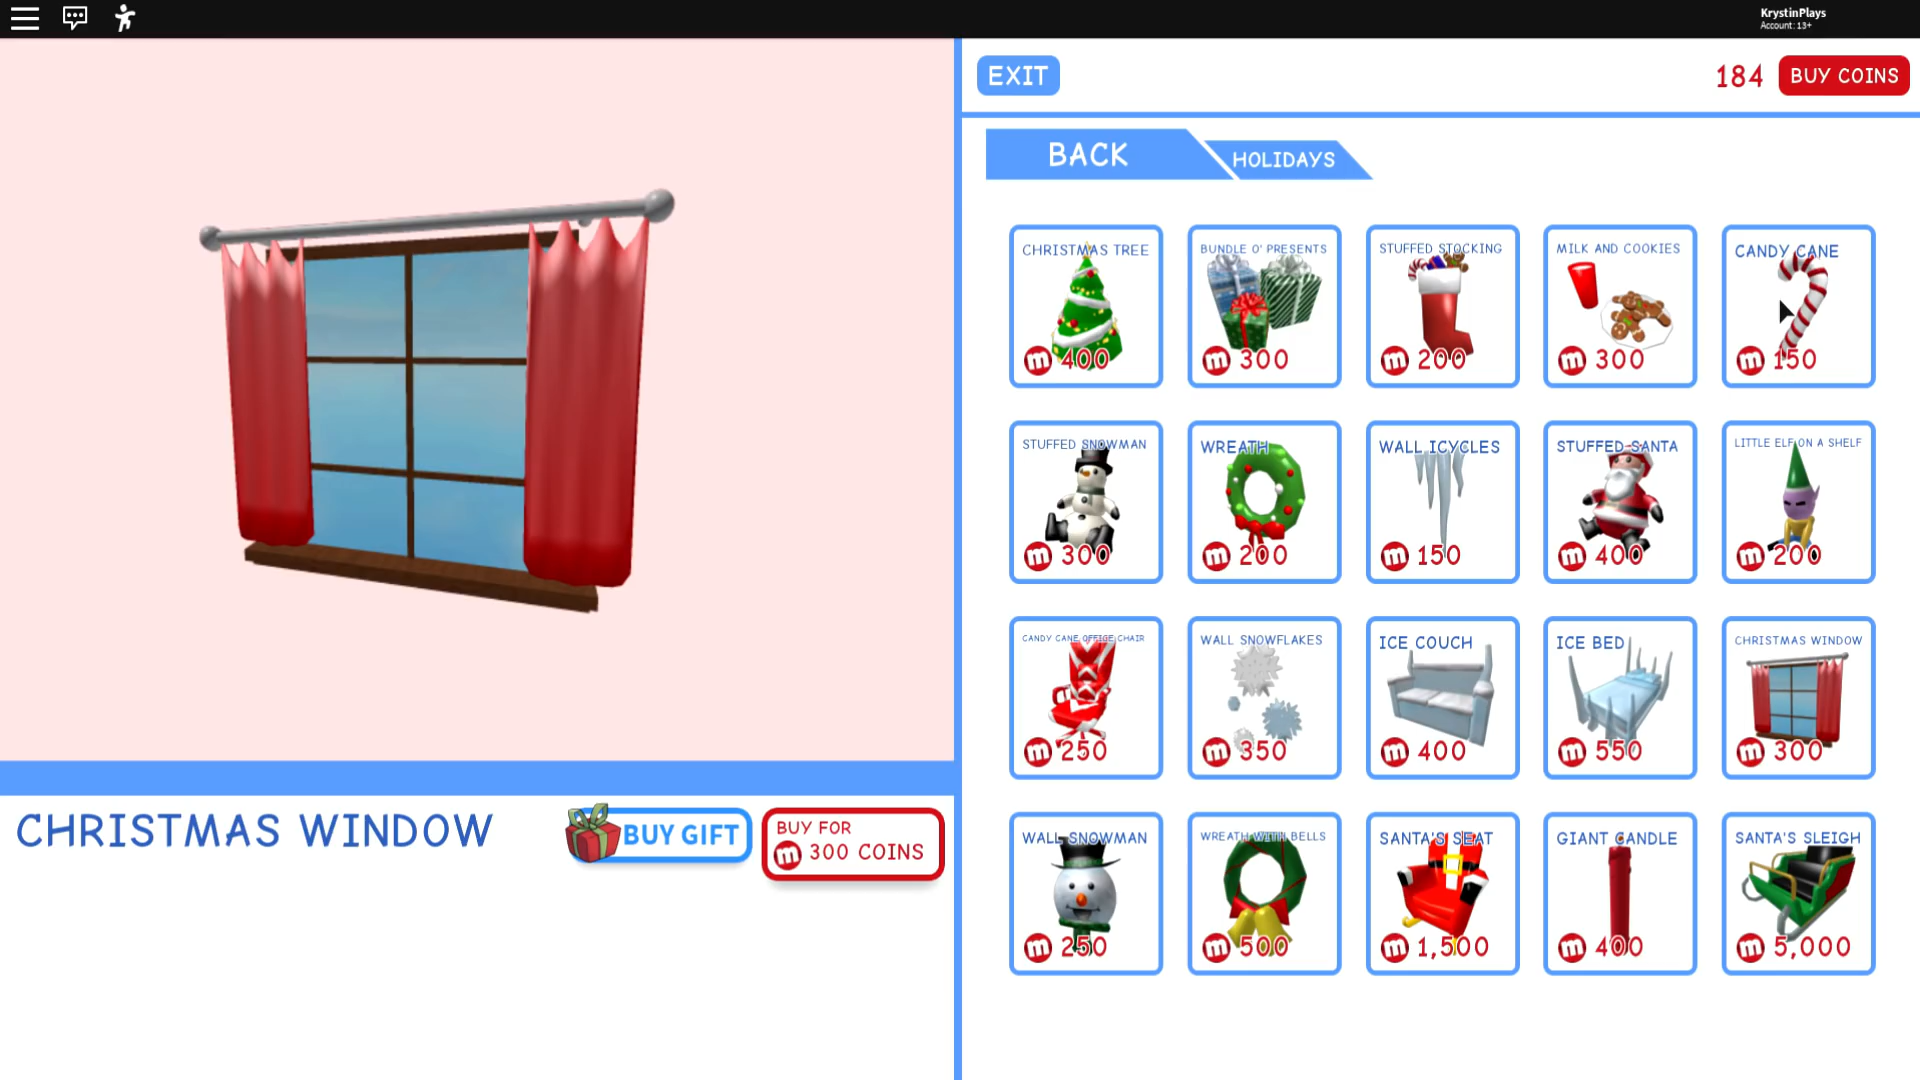 KrystinPlays
Account: 13+
EXIT
184
BUY COINS
BACK
HOLIDAYS
CHRISTMAS TREE
m 400
BUNDLE O' PRESENTS
m 300
STUFFED STOCKING
m 200
MILK AND COOKIES
m 300
CANDY CANE
m 150
STUFFED SNOWMAN
m 300
WREATH
m 200
WALL ICYCLES
m 150
STUFFED SANTA
m 400
LITTLE ELF ON A SHELF
m 200
CANDY CANE OFFICE CHAIR
m 250
WALL SNOWFLAKES
m 350
ICE COUCH
m 400
ICE BED
m 550
CHRISTMAS WINDOW
m 300
WALL SNOWMAN
m 250
WREATH WITH BELLS
m 500
SANTA'S SEAT
m 1,500
GIANT CANDLE
m 400
SANTA'S SLEIGH
m 5,000
CHRISTMAS WINDOW
BUY GIFT
BUY FOR
m 300 COINS